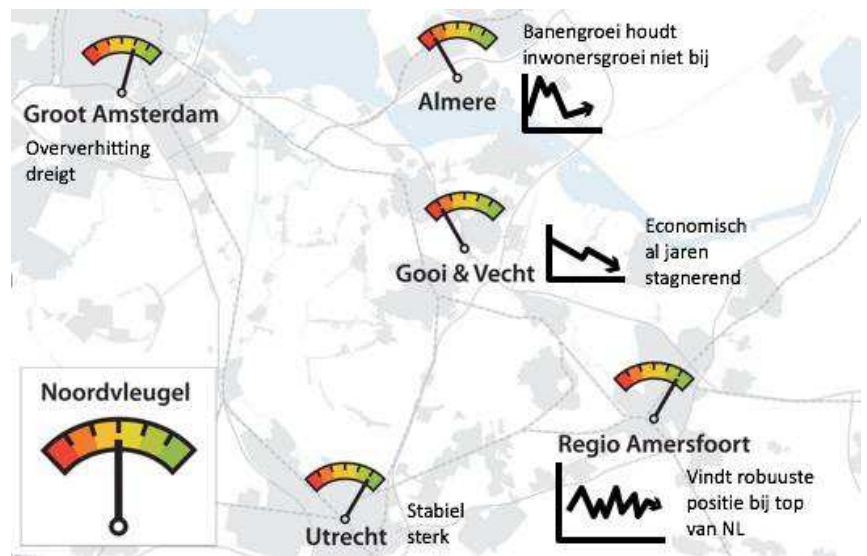 Groot Amsterdam
Oververhitting
dreigt
Almere
Banengroei houdt
inwonersgroei niet bij
Gooi & Vecht
Economisch
al jaren
stagnerend
Noordvleugel
Utrecht
Stabiel
sterk
Regio Amersfoort
Vindt robuuste
positie bij top
van NL